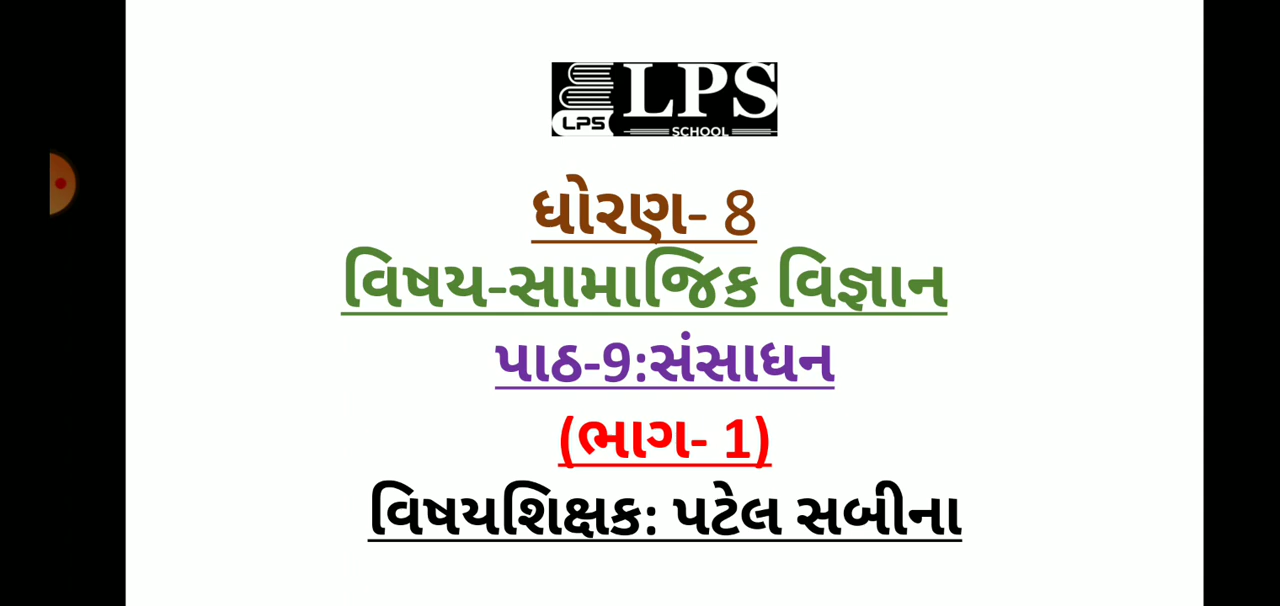 LPS
LPS
SCHOOL
ધોરણ- 8
વિષય-સામાજિક વિજ્ઞાન
પાઠ-9:સંસાધન
(ભાગ- 1)
વિષયશિક્ષક: પટેલ સબીના